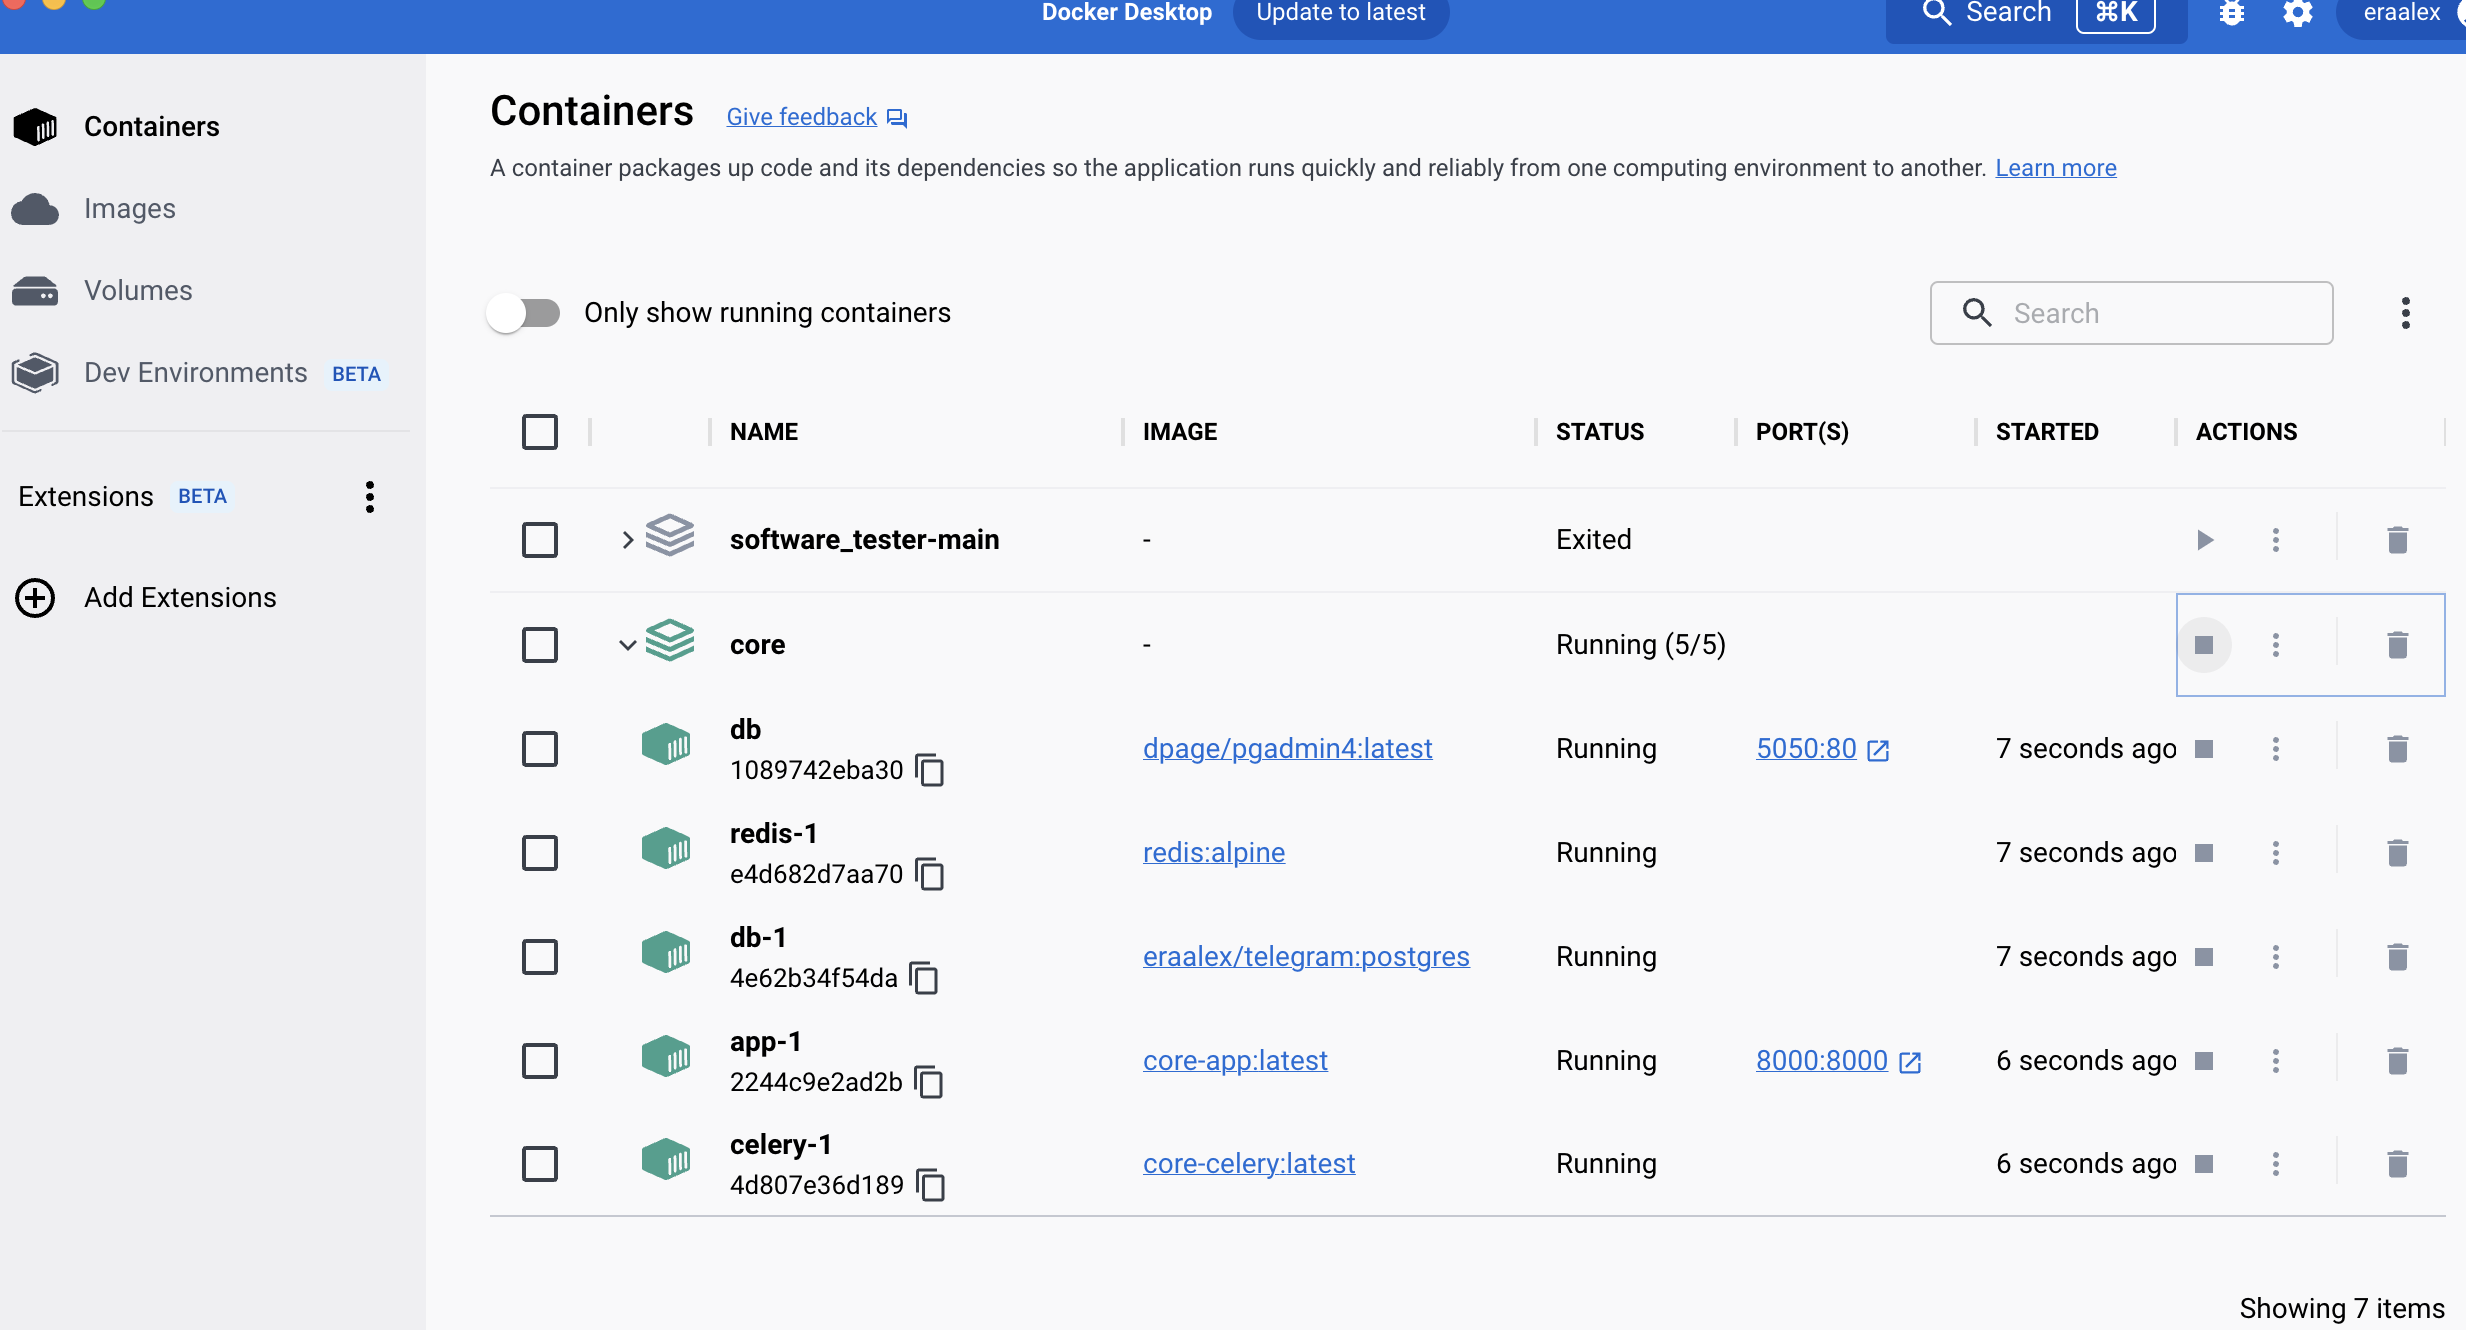 Docker Desktop Update to latest Search ⌘K eraalex
Containers
Images
Volumes
Dev Environments BETA
Extensions BETA
Add Extensions
Containers Give feedback
A container packages up code and its dependencies so the application runs quickly and reliably from one computing environment to another. Learn more
Only show running containers Search
NAME IMAGE STATUS PORT(S) STARTED ACTIONS
software_tester-main - Exited
core - Running (5/5)
db
1089742eba30 dpage/pgadmin4:latest Running 5050:80 7 seconds ago
redis-1
e4d682d7aa70 redis:alpine Running 7 seconds ago
db-1
4e62b34f54da eraalex/telegram:postgres Running 7 seconds ago
app-1
2244c9e2ad2b core-app:latest Running 8000:8000 6 seconds ago
celery-1
4d807e36d189 core-celery:latest Running 6 seconds ago
Showing 7 items